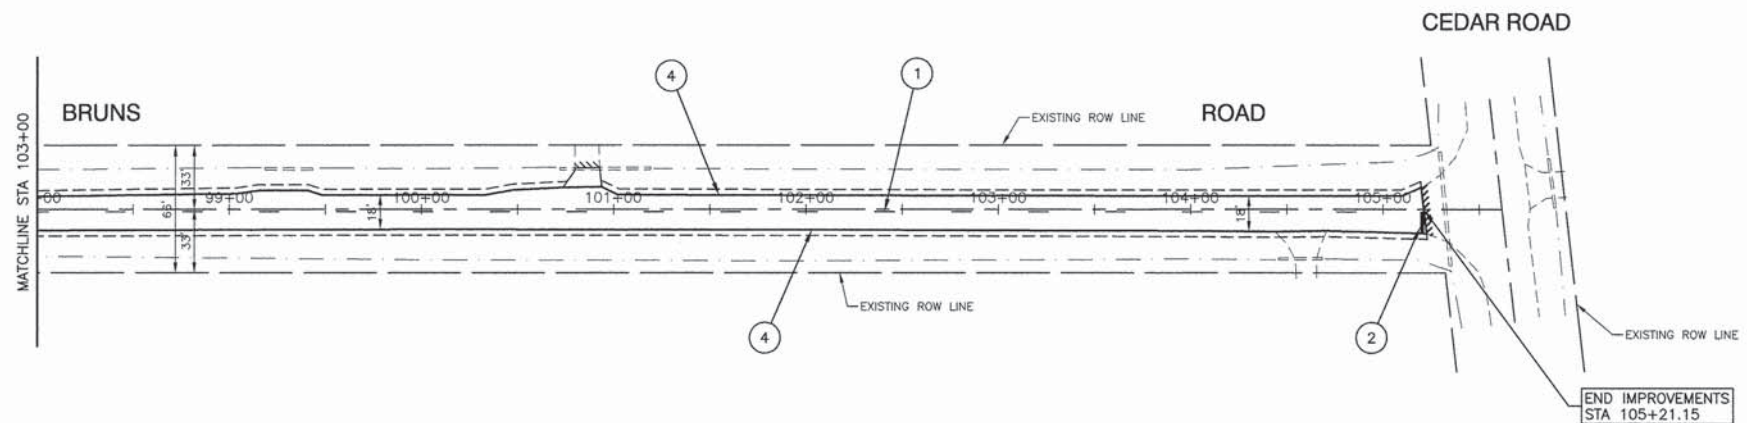 CEDAR ROAD
BRUNS
ROAD
4
1
EXISTING ROW LINE
MATCHLINE STA 103+00
33'
66'
33'
00
99+00
100+00
101+00
102+00
103+00
104+00
105+00
18'
18'
EXISTING ROW LINE
4
2
EXISTING ROW LINE
END IMPROVEMENTS
STA 105+21.15